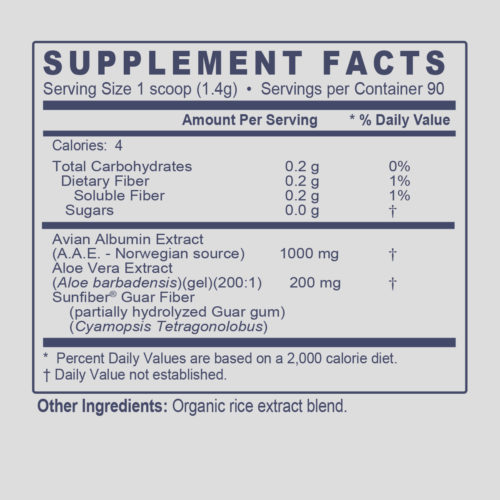 SUPPLEMENT FACTS
Serving Size 1 scoop (1.4g) • Servings per Container 90
Amount Per Serving * % Daily Value
Calories: 4
Total Carbohydrates 0.2 g 0%
Dietary Fiber 0.2 g 1%
Soluble Fiber 0.2 g 1%
Sugars 0.0 g †
Avian Albumin Extract
(A.A.E. - Norwegian source) 1000 mg †
Aloe Vera Extract
(Aloe barbadensis)(gel)(200:1) 200 mg †
Sunfiber® Guar Fiber
(partially hydrolyzed Guar gum)
(Cyamopsis Tetragonolobus)
* Percent Daily Values are based on a 2,000 calorie diet.
† Daily Value not established.
Other Ingredients: Organic rice extract blend.